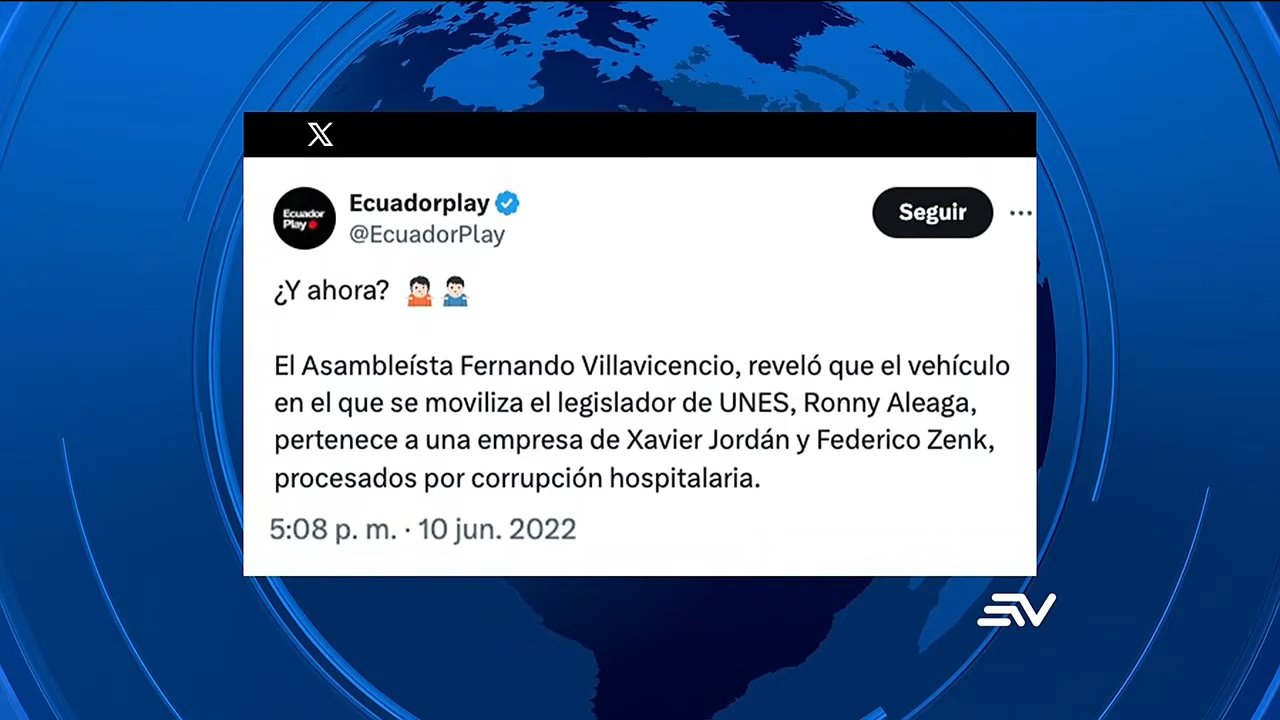 X
Ecuador
Play
Ecuadorplay
@EcuadorPlay
Seguir
¿Y ahora? 🤷🏻🤷🏻‍♂️
El Asambleísta Fernando Villavicencio, reveló que el vehículo
en el que se moviliza el legislador de UNES, Ronny Aleaga,
pertenece a una empresa de Xavier Jordán y Federico Zenk,
procesados por corrupción hospitalaria.
5:08 p. m. · 10 jun. 2022
EV